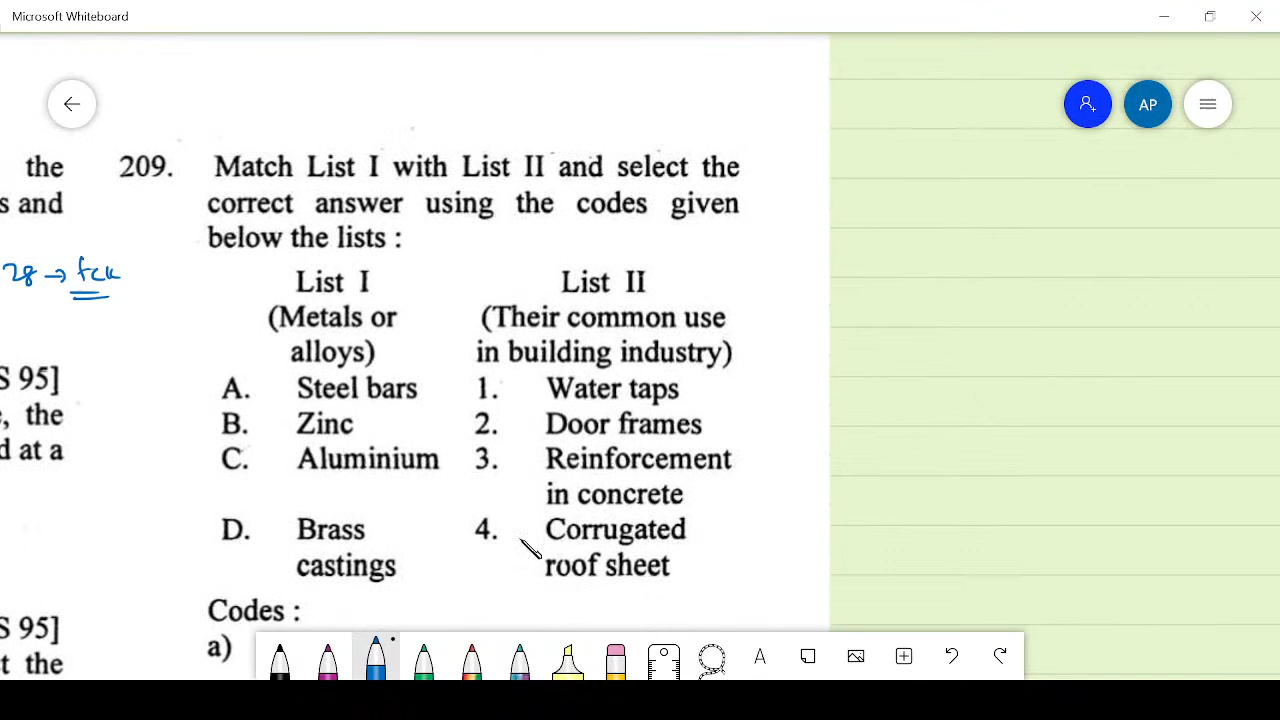 Microsoft Whiteboard
AP
the
s and
28 → fck
S 95]
, the
d at a
S 95]
t the
209. Match List I with List II and select the
correct answer using the codes given
below the lists :
List I List II
(Metals or (Their common use
alloys) in building industry)
A. Steel bars 1. Water taps
B. Zinc 2. Door frames
C. Aluminium 3. Reinforcement
in concrete
D. Brass 4. Corrugated
castings roof sheet
Codes :
a)
A